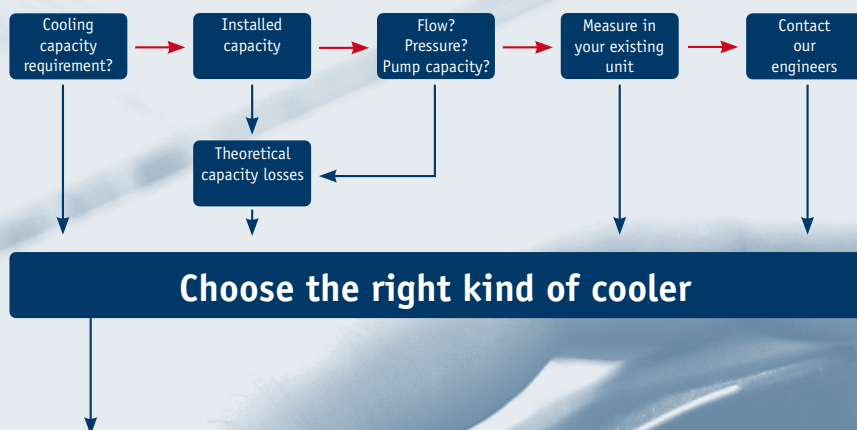 Cooling
capacity
requirement?
Installed
capacity
Flow?
Pressure?
Pump capacity?
Measure in
your existing
unit
Contact
our
engineers
Theoretical
capacity losses
Choose the right kind of cooler